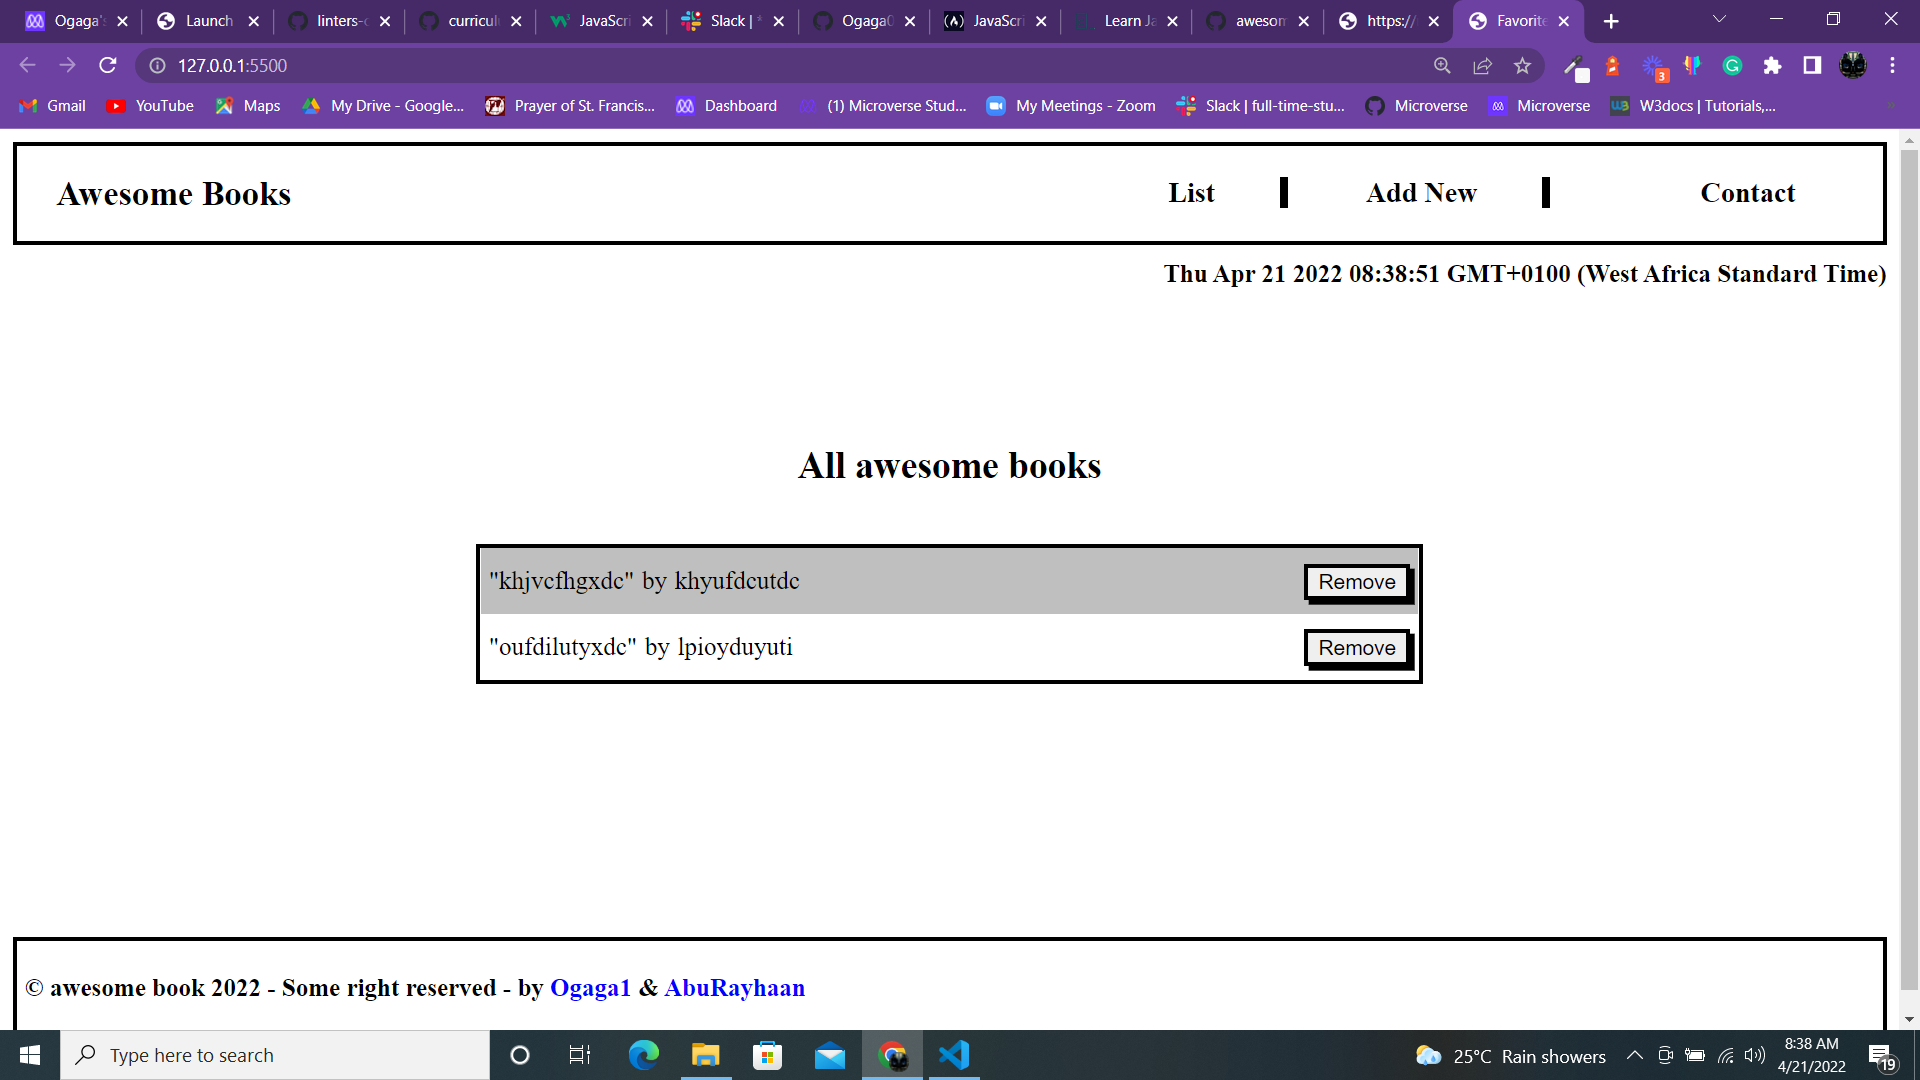 Ogaga's
Launch
linters-c
curricul
JavaScri
Slack | *
Ogaga0
JavaScri
Learn Ja
awesom
https://
Favorite
127.0.0.1:5500
3
Gmail
YouTube
Maps
My Drive - Google...
Prayer of St. Francis...
Dashboard
(1) Microverse Stud...
My Meetings - Zoom
Slack | full-time-stu...
Microverse
Microverse
W3docs | Tutorials,...
Awesome Books
List
Add New
Contact
Thu Apr 21 2022 08:38:51 GMT+0100 (West Africa Standard Time)
All awesome books
"khjvcfhgxdc" by khyufdcutdc
Remove
"oufdilutyxdc" by lpioyduyuti
Remove
© awesome book 2022 - Some right reserved - by Ogaga1 & AbuRayhaan
Type here to search
25°C Rain showers
8:38 AM
4/21/2022
19